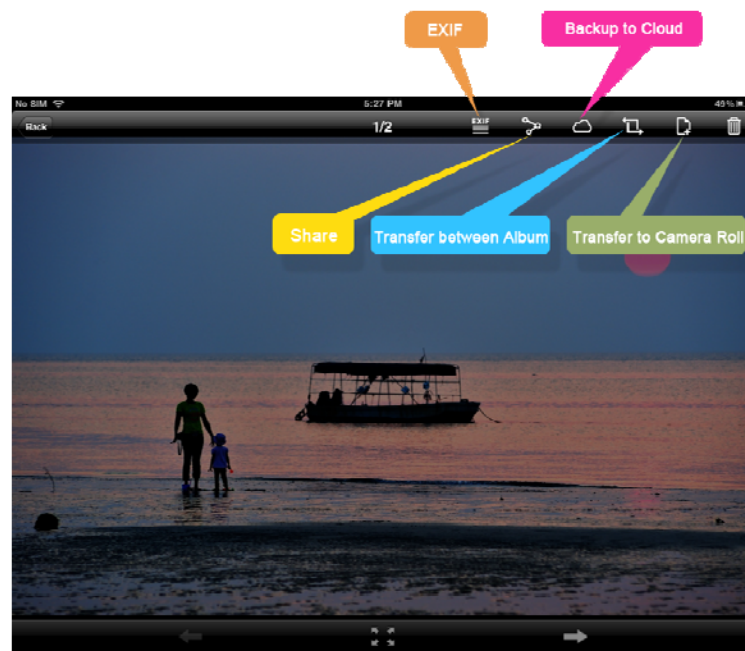 EXIF
Backup to Cloud
No SIM
5:27 PM
49%
Back
1/2
EXIF
Share
Transfer between Album
Transfer to Camera Roll